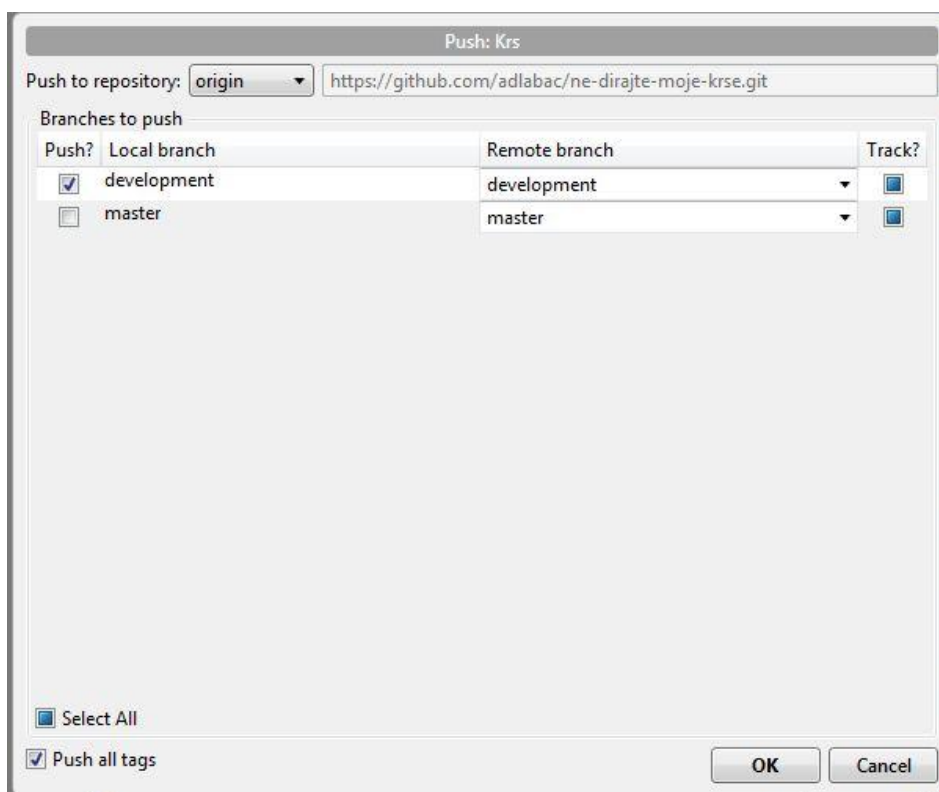 Push: Krs
Push to repository: origin https://github.com/adlabac/ne-dirajte-moje-krse.git
Branches to push
Push? Local branch Remote branch Track?
development development
master master
Select All
Push all tags OK Cancel